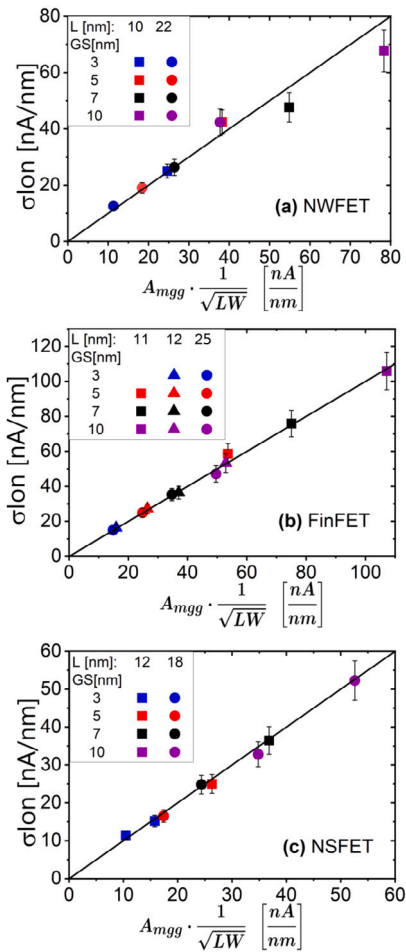 L [nm]: 10 22
GS[nm]
3
5
7
10
80
60
40
20
0
σIon [nA/nm]
(a) NWFET
0 10 20 30 40 50 60 70 80
A_mgg · 1/√LW [nA/nm]
L [nm]: 11 12 25
GS[nm]
3
5
7
10
120
100
80
60
40
20
0
σIon [nA/nm]
(b) FinFET
0 20 40 60 80 100
A_mgg · 1/√LW [nA/nm]
L [nm]: 12 18
GS[nm]
3
5
7
10
60
50
40
30
20
10
0
σIon [nA/nm]
(c) NSFET
0 10 20 30 40 50 60
A_mgg · 1/√LW [nA/nm]